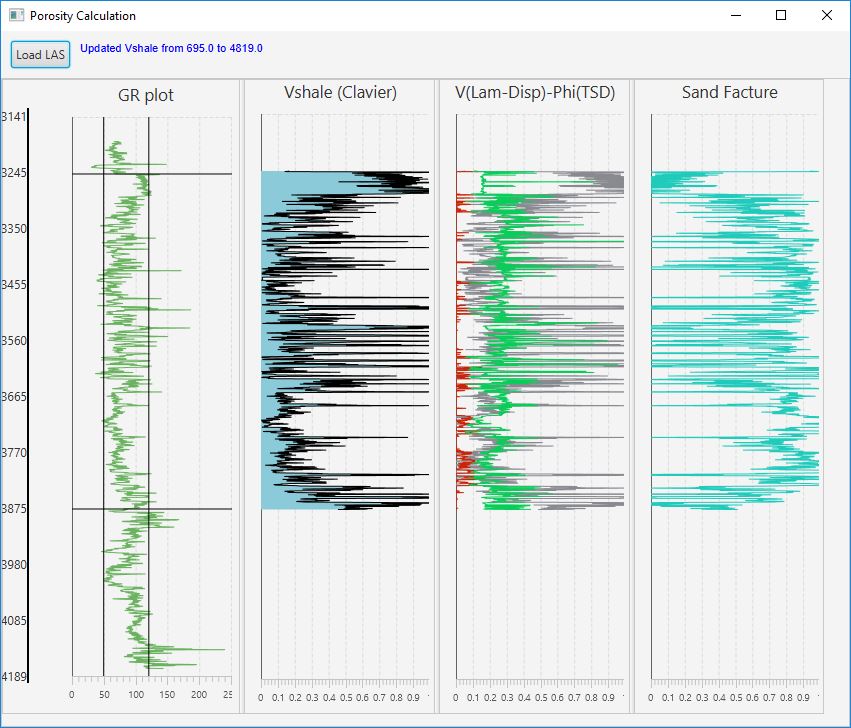 Porosity Calculation
Load LAS
Updated Vshale from 695.0 to 4819.0
GR plot
Vshale (Clavier)
V(Lam-Disp)-Phi(TSD)
Sand Facture
3141
3245
3350
3455
3560
3665
3770
3875
3980
4085
4189
0 50 100 150 200 25
0 0.1 0.2 0.3 0.4 0.5 0.6 0.7 0.8 0.9
0 0.1 0.2 0.3 0.4 0.5 0.6 0.7 0.8 0.9
0 0.1 0.2 0.3 0.4 0.5 0.6 0.7 0.8 0.9